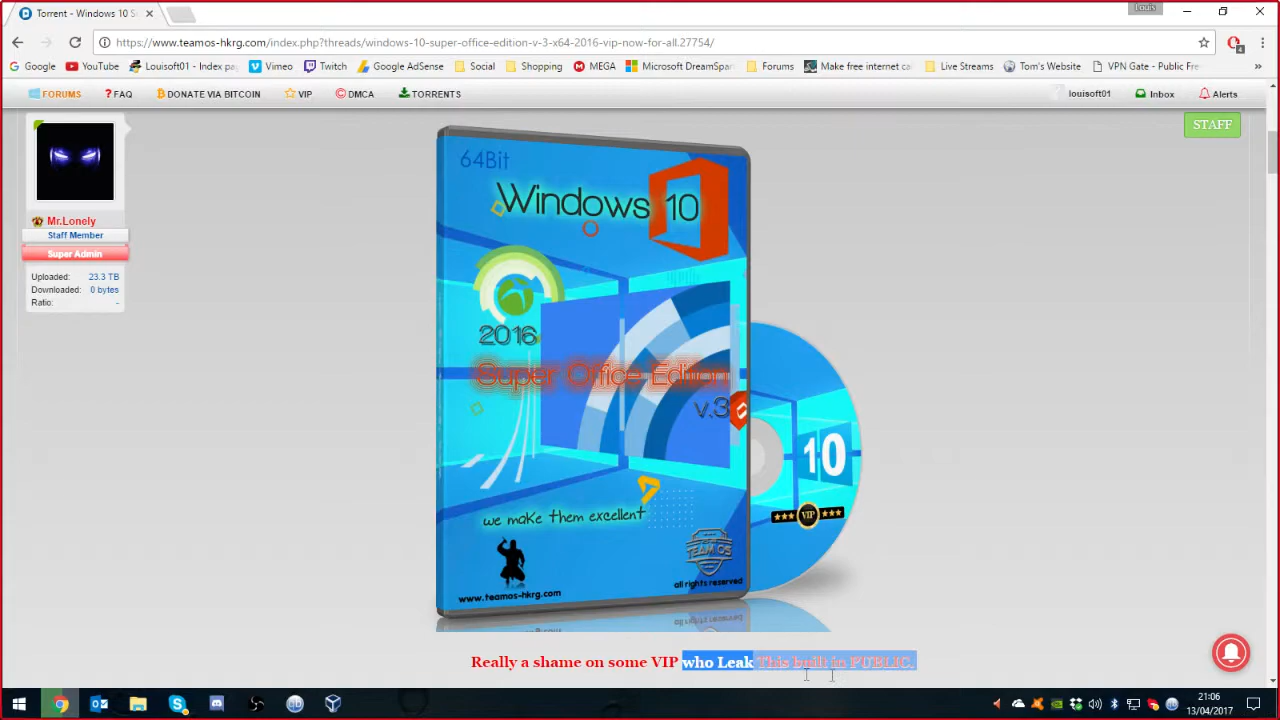 louis
Torrent - Windows 10 Su
https://www.teamos-hkrg.com/index.php?threads/windows-10-super-office-edition-v-3-x64-2016-vip-now-for-all.27754/
4
Google YouTube Louisoft01 - Index pa Vimeo Twitch Google AdSense Social Shopping MEGA Microsoft DreamSpa Forums Make free internet cal Live Streams Tom's Website VPN Gate - Public Fre »
FORUMS ? FAQ DONATE VIA BITCOIN VIP DMCA TORRENTS louisoft01 Inbox Alerts
STAFF
Mr.Lonely
Staff Member
Super Admin
Uploaded: 23.3 TB
Downloaded: 0 bytes
Ratio: -
64Bit
Windows 10
2016
Super Office Edition
v.3
10
VIP
we make them excellent
TEAM OS
all rights reserved
www.teamos-hkrg.com
Really a shame on some VIP who Leak This built in PUBLIC.
21:06
13/04/2017